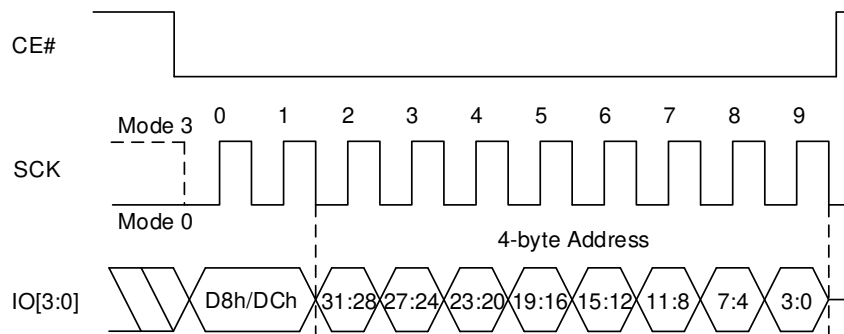 CE#
0 1 2 3 4 5 6 7 8 9
Mode 3
SCK
Mode 0
4-byte Address
IO[3:0] D8h/DCh 31:28 27:24 23:20 19:16 15:12 11:8 7:4 3:0